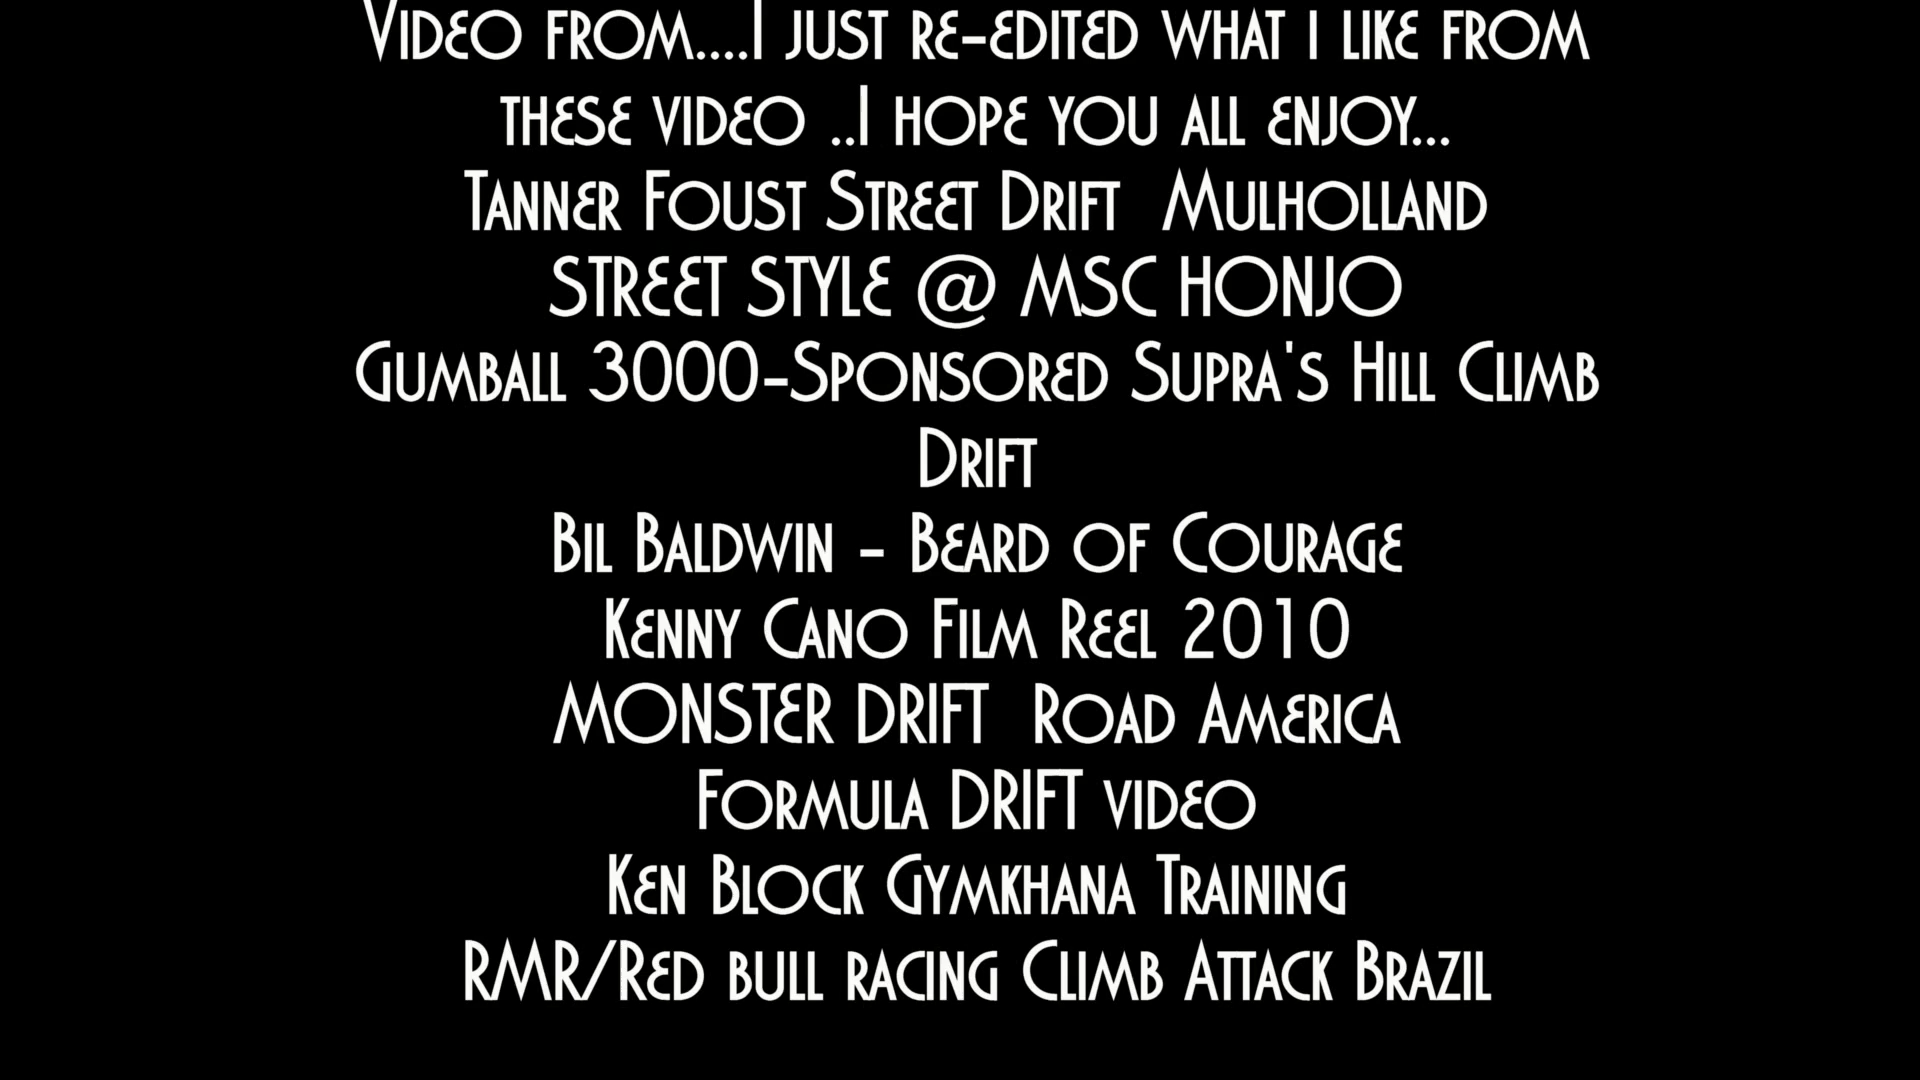 Video from....I just re-edited what i like from
these video ..I hope you all enjoy...
Tanner Foust Street Drift  Mulholland
STREET STYLE @ MSC HONJO
Gumball 3000-Sponsored Supra's Hill Climb
Drift
Bil Baldwin - Beard of Courage
Kenny Cano Film Reel 2010
MONSTER DRIFT  Road America
Formula DRIFT video
Ken Block Gymkhana Training
RMR/Red bull racing Climb Attack Brazil